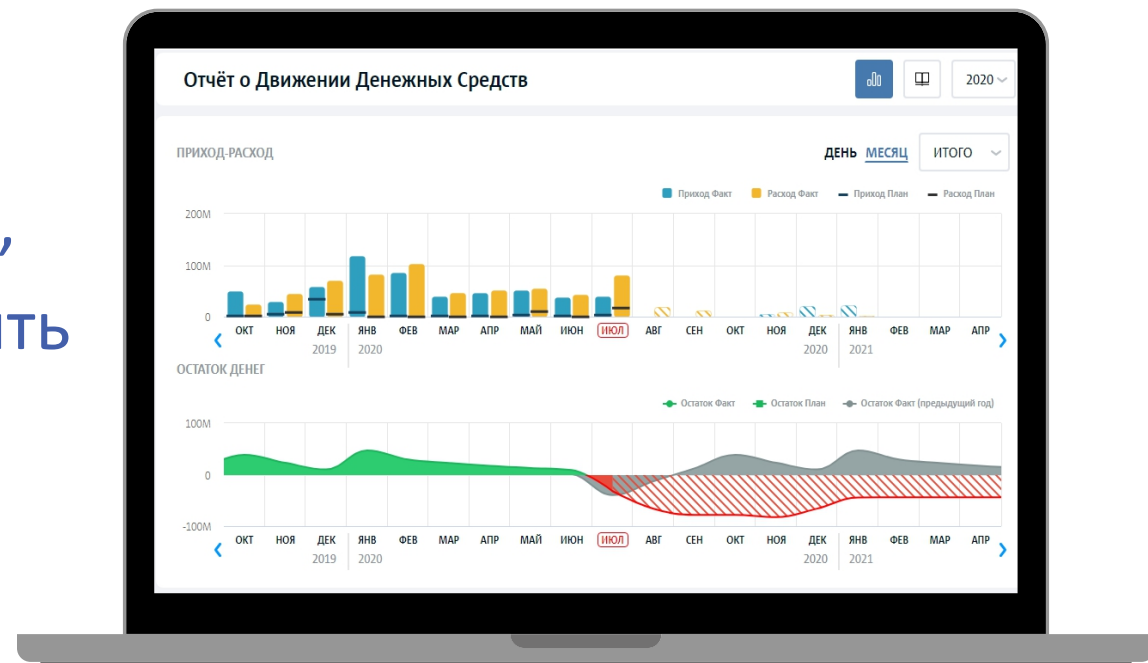 ,
ить
Отчёт о Движении Денежных Средств
2020
ПРИХОД-РАСХОД
ДЕНЬ МЕСЯЦ ИТОГО
Приход Факт Расход Факт Приход План Расход План
200M
100M
0
ОКТ НОЯ ДЕК ЯНВ ФЕВ МАР АПР МАЙ ИЮН ИЮЛ АВГ СЕН ОКТ НОЯ ДЕК ЯНВ ФЕВ МАР АПР
2019 2020 2020 2021
ОСТАТОК ДЕНЕГ
Остаток Факт Остаток План Остаток Факт (предыдущий год)
100M
0
-100M
ОКТ НОЯ ДЕК ЯНВ ФЕВ МАР АПР МАЙ ИЮН ИЮЛ АВГ СЕН ОКТ НОЯ ДЕК ЯНВ ФЕВ МАР АПР
2019 2020 2020 2021